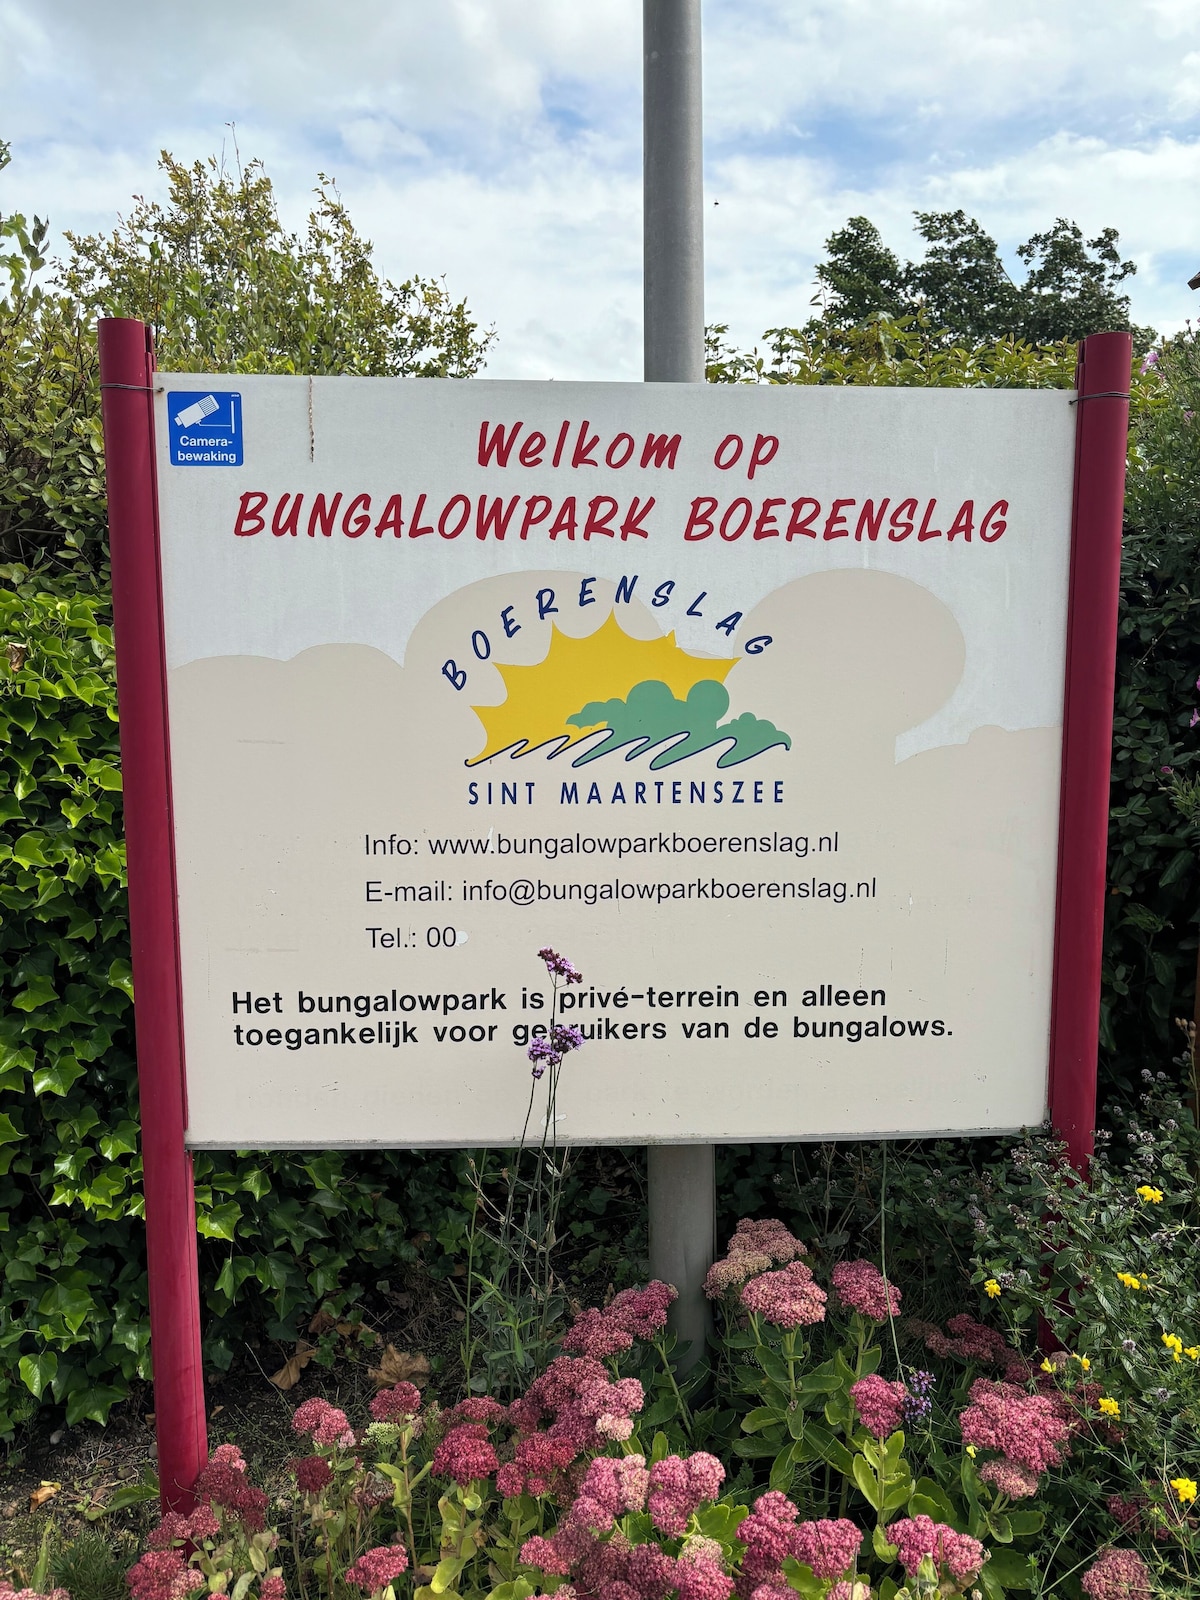 Camera-
bewaking
Welkom op
BUNGALOWPARK BOERENSLAG
BOERENSLAG
SINT MAARTENSZEE
Info: www.bungalowparkboerenslag.nl
E-mail: info@bungalowparkboerenslag.nl
Tel.: 00
Het bungalowpark is privé-terrein en alleen
toegankelijk voor gebruikers van de bungalows.